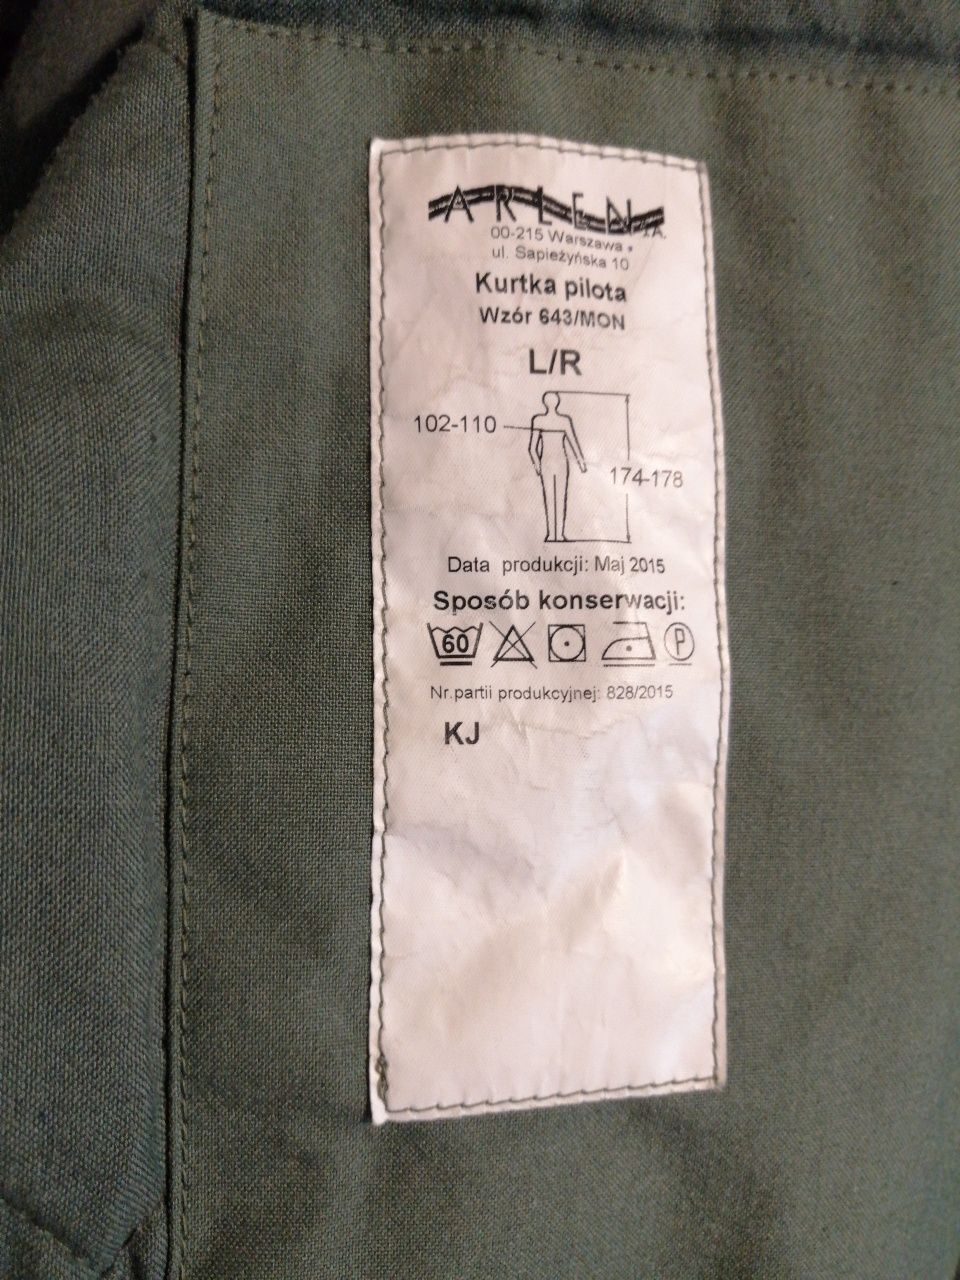 ARLEN S.A.
00-215 Warszawa
ul. Sapieżyńska 10
Kurtka pilota
Wzór 643/MON
L/R
102-110
174-178
Data produkcji: Maj 2015
Sposób konserwacji:
60 P
Nr.partii produkcyjnej: 828/2015
KJ